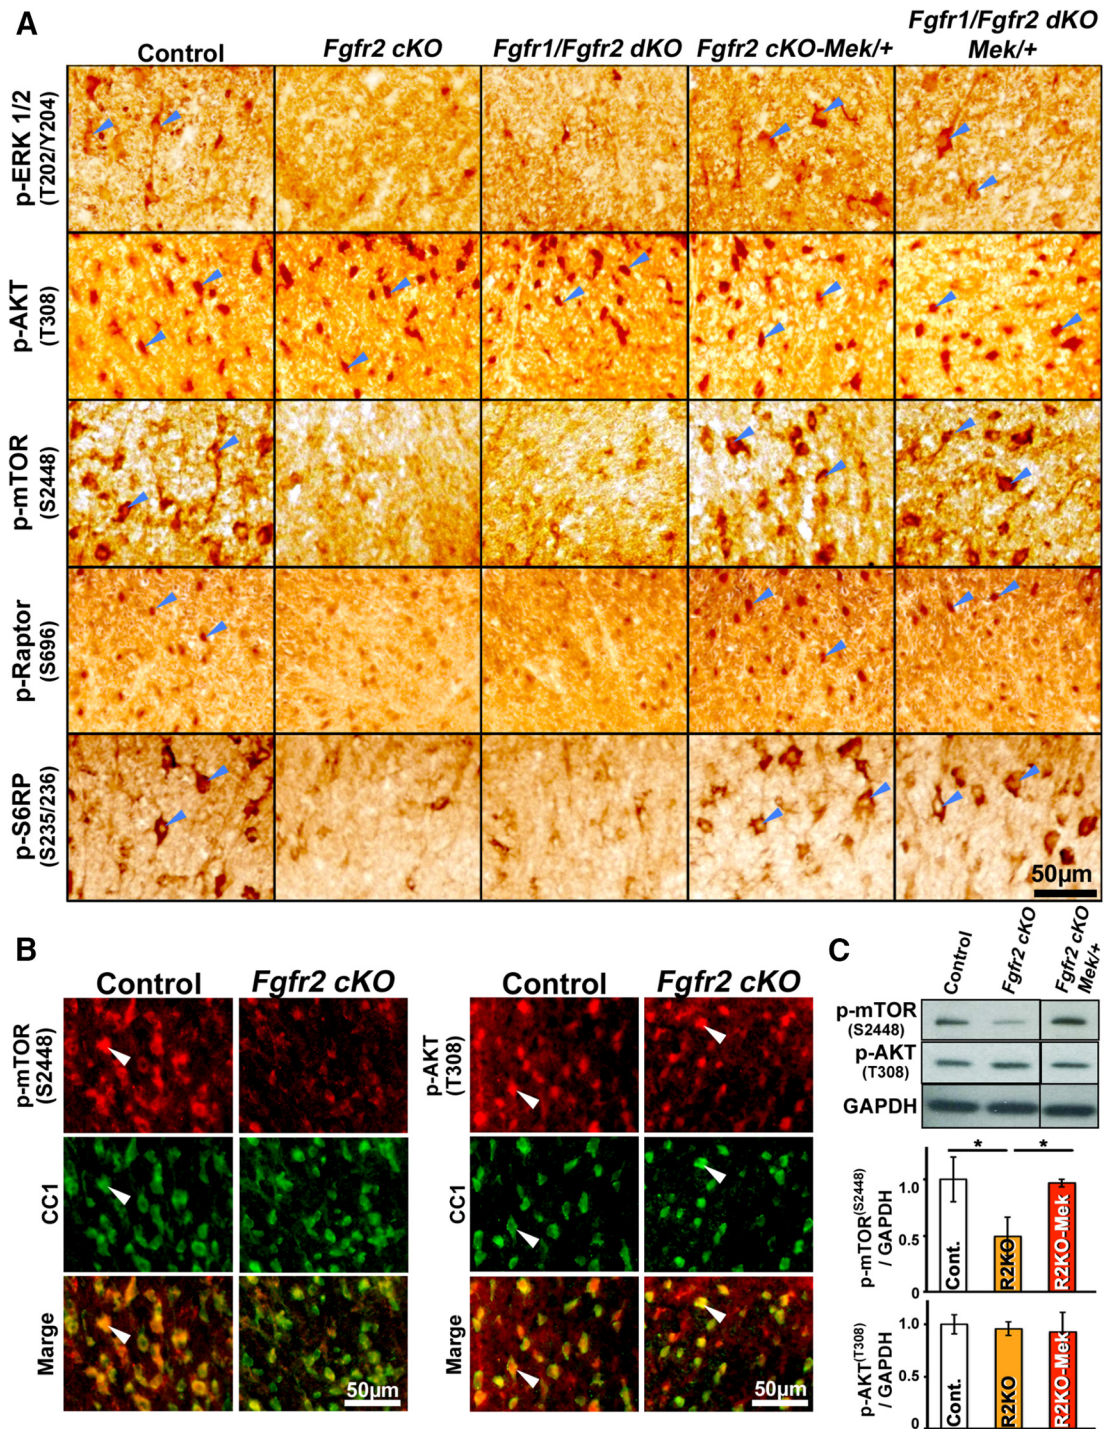 A
Control
Fgfr2 cKO
Fgfr1/Fgfr2 dKO
Fgfr2 cKO-Mek/+
Fgfr1/Fgfr2 dKO
Mek/+
p-ERK 1/2
(T202/Y204)
p-AKT
(T308)
p-mTOR
(S2448)
p-Raptor
(S696)
p-S6RP
(S235/236)
50µm
B
Control
Fgfr2 cKO
p-mTOR
(S2448)
CC1
Marge
50µm
Control
Fgfr2 cKO
p-AKT
(T308)
CC1
Marge
50µm
C
Control
Fgfr2 cKO
Fgfr2 cKO
Mek/+
p-mTOR
(S2448)
p-AKT
(T308)
GAPDH
* *
p-mTOR(S2448)
/ GAPDH
1.0
0.5
0
Cont.
R2KO
R2KO-Mek
p-AKT(T308)
/ GAPDH
1.0
0.5
0
Cont.
R2KO
R2KO-Mek